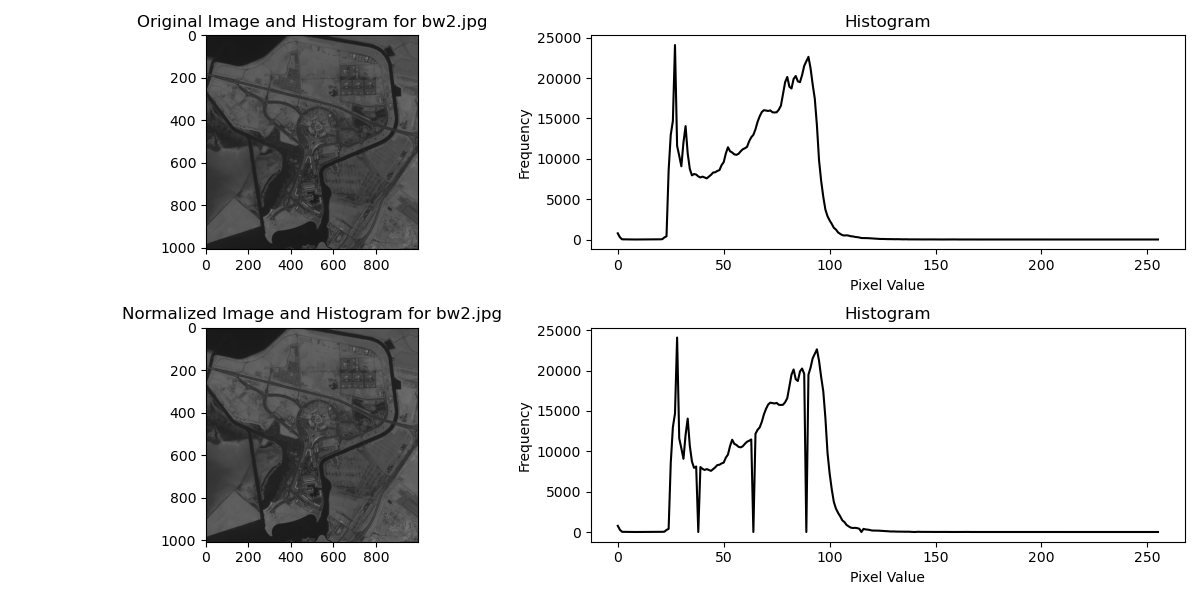 Original Image and Histogram for bw2.jpg
0
200
400
600
800
1000
0 200 400 600 800
Histogram
Frequency
25000
20000
15000
10000
5000
0
0 50 100 150 200 250
Pixel Value
Normalized Image and Histogram for bw2.jpg
0
200
400
600
800
1000
0 200 400 600 800
Histogram
Frequency
25000
20000
15000
10000
5000
0
0 50 100 150 200 250
Pixel Value